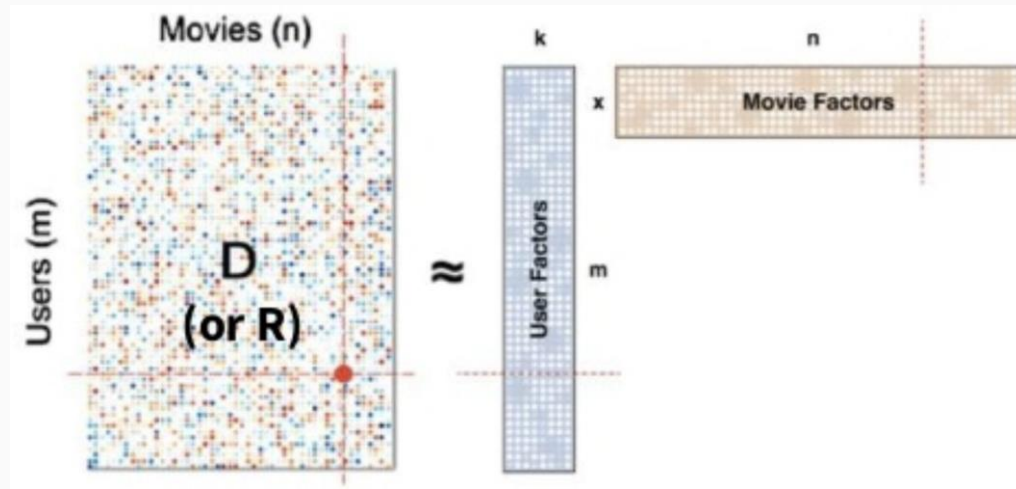 Movies (n)
Users (m)
D
(or R)
≈
k
User Factors
m
x
n
Movie Factors